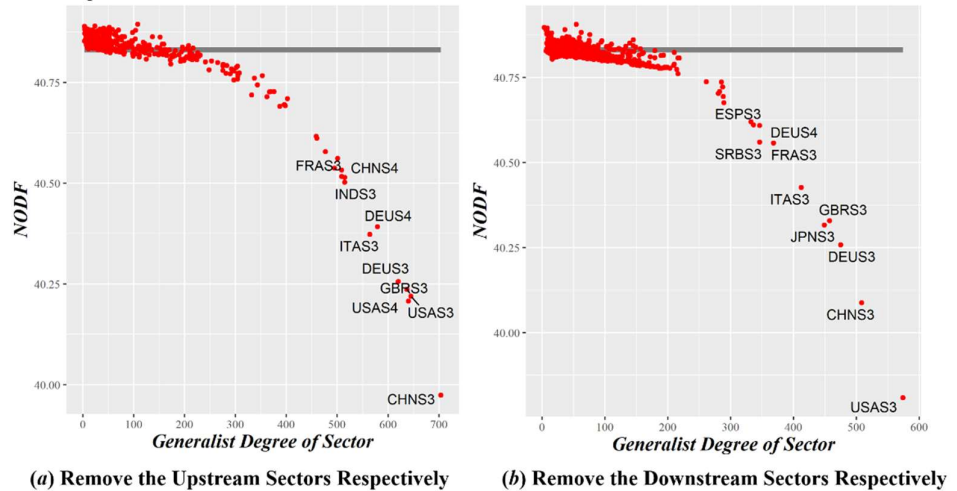 NODF
40.75
40.50
40.25
40.00
FRAS3
CHNS4
INDS3
DEUS4
ITAS3
DEUS3
GBRS3
USAS4
USAS3
CHNS3
0 100 200 300 400 500 600 700
Generalist Degree of Sector
(a) Remove the Upstream Sectors Respectively
NODF
40.75
40.50
40.25
40.00
ESPS3
DEUS4
SRBS3
FRAS3
ITAS3
GBRS3
JPNS3
DEUS3
CHNS3
USAS3
0 100 200 300 400 500 600
Generalist Degree of Sector
(b) Remove the Downstream Sectors Respectively